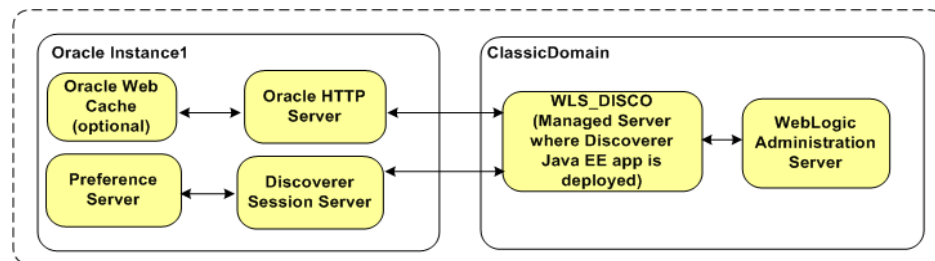 Oracle Instance1
Oracle Web
Cache
(optional)
Oracle HTTP
Server
Preference
Server
Discoverer
Session Server
ClassicDomain
WLS_DISCO
(Managed Server
where Discoverer
Java EE app is
deployed)
WebLogic
Administration
Server